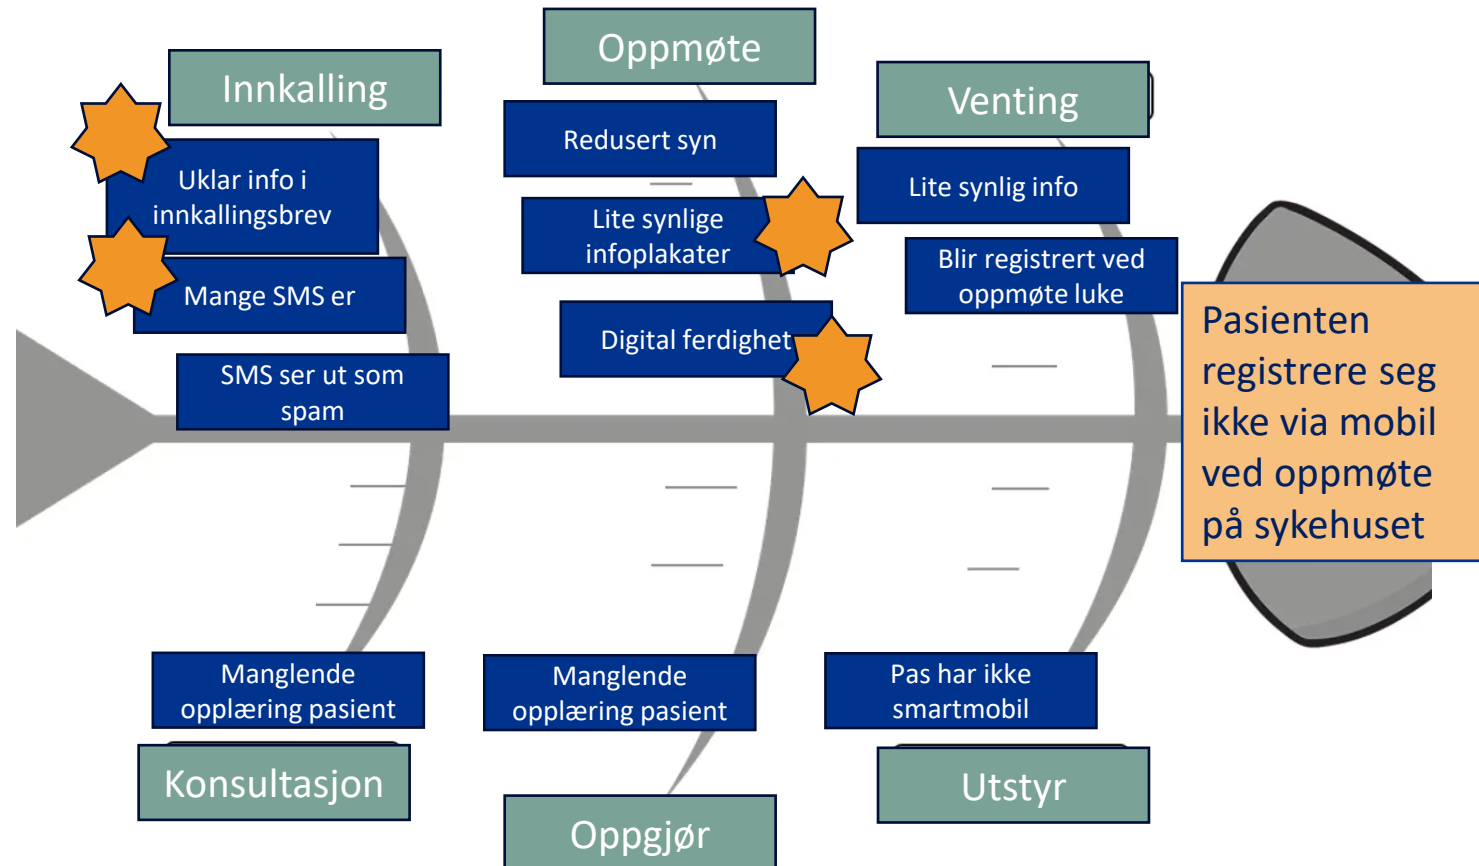 Innkalling
Uklar info i
innkallingsbrev
Mange SMS er
SMS ser ut som
spam
Oppmøte
Redusert syn
Lite synlige
infoplakater
Digital ferdighet
Venting
Lite synlig info
Blir registrert ved
oppmøte luke
Pasienten
registrere seg
ikke via mobil
ved oppmøte
på sykehuset
Manglende
opplæring pasient
Konsultasjon
Manglende
opplæring pasient
Oppgjør
Pas har ikke
smartmobil
Utstyr